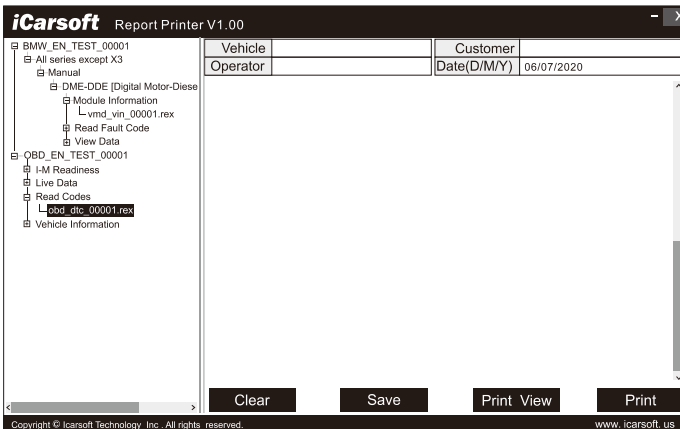 iCarsoft Report Printer V1.00
BMW_EN_TEST_00001
All series except X3
Manual
DME-DDE [Digital Motor-Diese
Module Information
vmd_vin_00001.rex
Read Fault Code
View Data
OBD_EN_TEST_00001
I-M Readiness
Live Data
Read Codes
obd_dtc_00001.rex
Vehicle Information
Vehicle
Customer
Operator
Date(D/M/Y) 06/07/2020
Clear
Save
Print View
Print
Copyright © Icarsoft Technology Inc . All rights reserved.
www. icarsoft. us